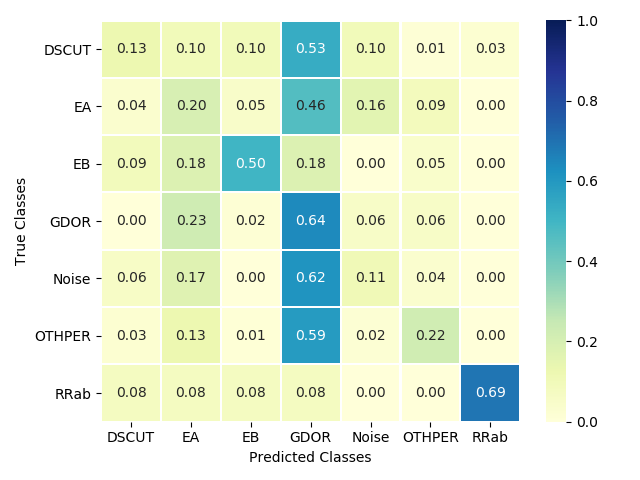 True Classes
DSCUT 0.13 0.10 0.10 0.53 0.10 0.01 0.03
EA 0.04 0.20 0.05 0.46 0.16 0.09 0.00
EB 0.09 0.18 0.50 0.18 0.00 0.05 0.00
GDOR 0.00 0.23 0.02 0.64 0.06 0.06 0.00
Noise 0.06 0.17 0.00 0.62 0.11 0.04 0.00
OTHPER 0.03 0.13 0.01 0.59 0.02 0.22 0.00
RRab 0.08 0.08 0.08 0.08 0.00 0.00 0.69
DSCUT EA EB GDOR Noise OTHPER RRab
Predicted Classes
1.0
0.8
0.6
0.4
0.2
0.0